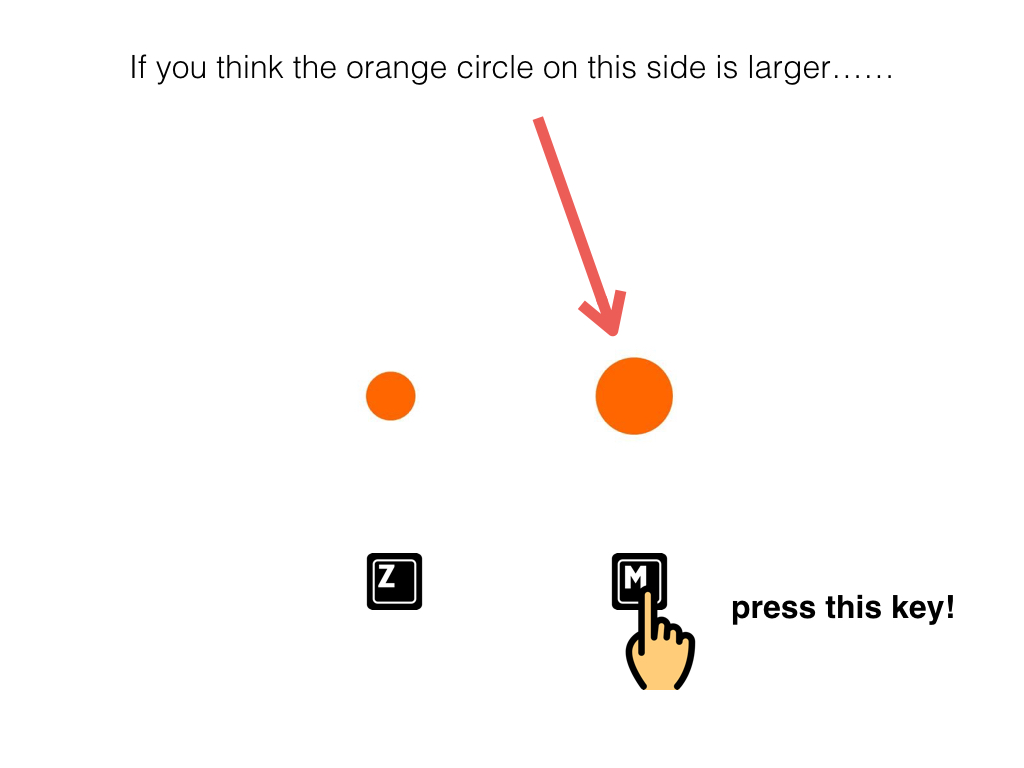 If you think the orange circle on this side is larger……
Z
M
press this key!